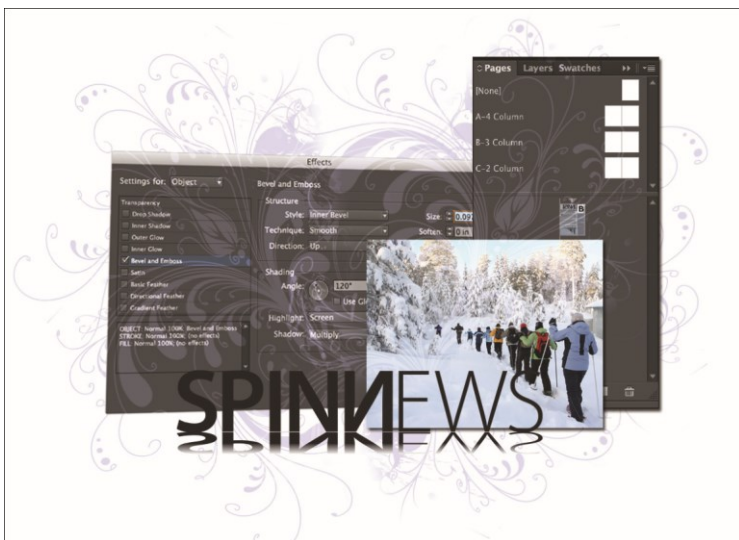 Pages Layers Swatches
[None]
A-4 Column
B-3 Column
C-2 Column
B
Effects
Settings for: Object
Transparency
Drop Shadow
Inner Shadow
Outer Glow
Inner Glow
Bevel and Emboss
Satin
Basic Feather
Directional Feather
Gradient Feather
OBJECT: Normal 100%; Bevel and Emboss
STROKE: Normal 100%; (no effects)
FILL: Normal 100%; (no effects)
Bevel and Emboss
Structure
Style: Inner Bevel
Size:
Technique: Smooth
Soften: 0 in
Direction: Up
Shading
Angle: 120°
Use
Highlight: Screen
Shadow: Multiply
SPINNEWS